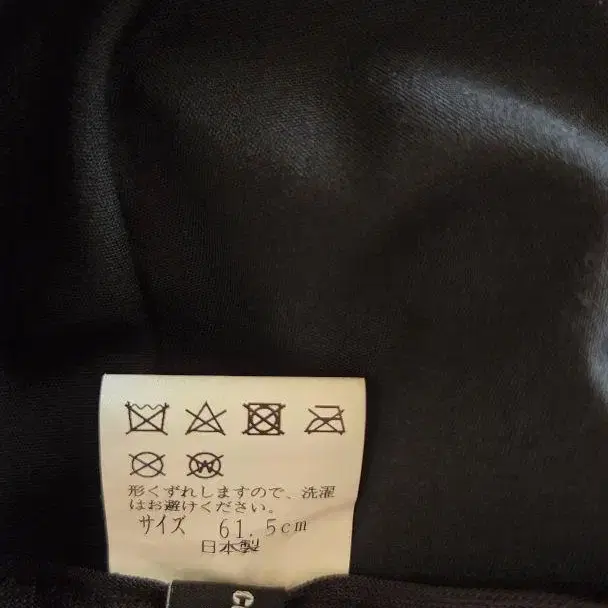 形くずれしますので、洗濯
はお避けください。
サイズ 61.5cm
日本製